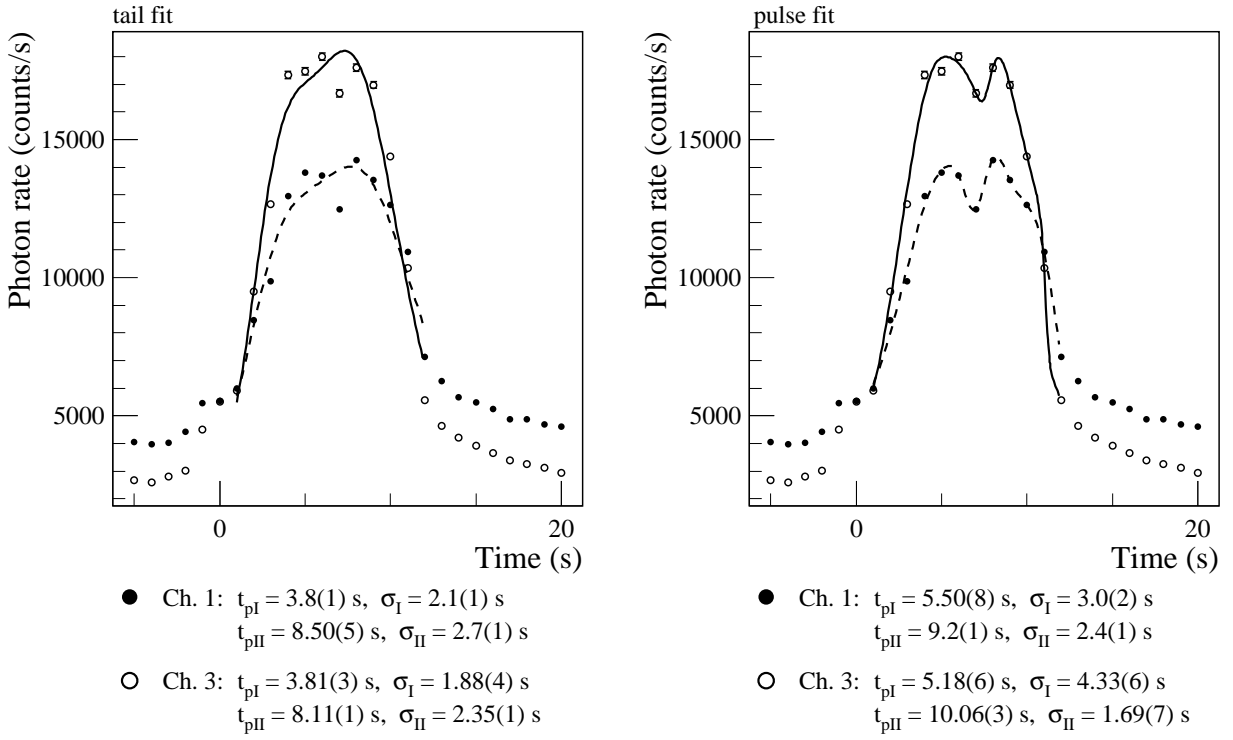 tail fit
Photon rate (counts/s)
15000
10000
5000
0
20
Time (s)
● Ch. 1: t_pI = 3.8(1) s, σ_I = 2.1(1) s
t_pII = 8.50(5) s, σ_II = 2.7(1) s
○ Ch. 3: t_pI = 3.81(3) s, σ_I = 1.88(4) s
t_pII = 8.11(1) s, σ_II = 2.35(1) s
pulse fit
Photon rate (counts/s)
15000
10000
5000
0
20
Time (s)
● Ch. 1: t_pI = 5.50(8) s, σ_I = 3.0(2) s
t_pII = 9.2(1) s, σ_II = 2.4(1) s
○ Ch. 3: t_pI = 5.18(6) s, σ_I = 4.33(6) s
t_pII = 10.06(3) s, σ_II = 1.69(7) s